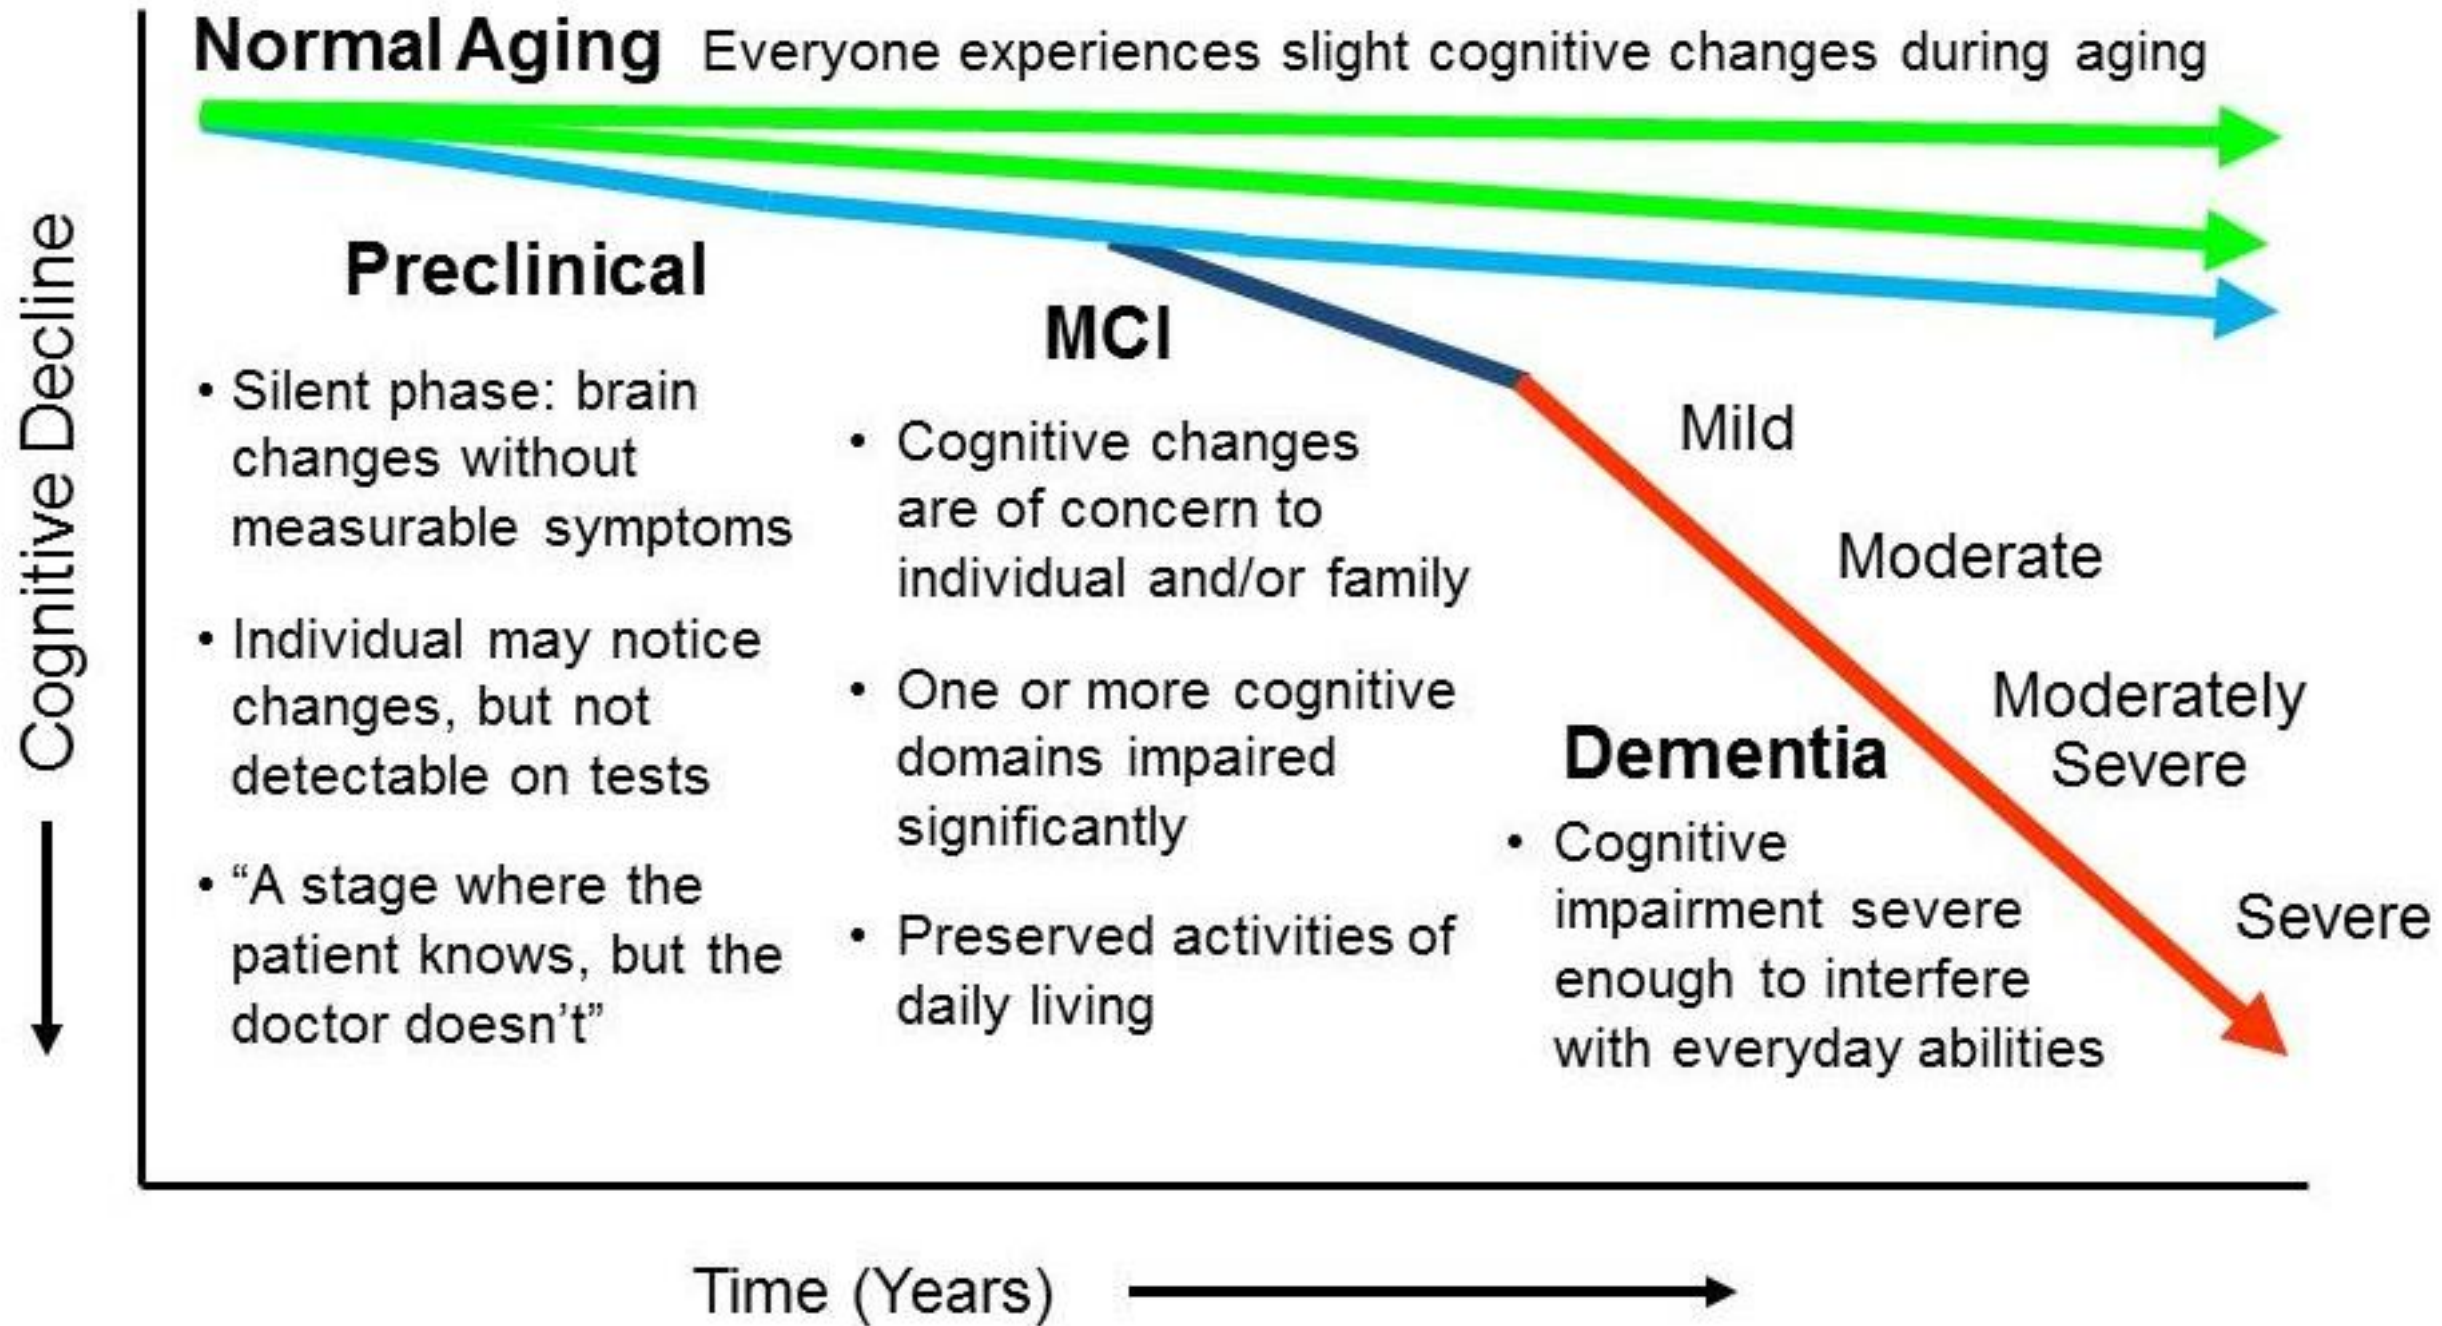 Normal Aging Everyone experiences slight cognitive changes during aging
Cognitive Decline
Preclinical
• Silent phase: brain
changes without
measurable symptoms
• Individual may notice
changes, but not
detectable on tests
• “A stage where the
patient knows, but the
doctor doesn’t”
MCI
• Cognitive changes
are of concern to
individual and/or family
• One or more cognitive
domains impaired
significantly
• Preserved activities of
daily living
Mild
Moderate
Moderately
Severe
Severe
Dementia
• Cognitive
impairment severe
enough to interfere
with everyday abilities
Time (Years)